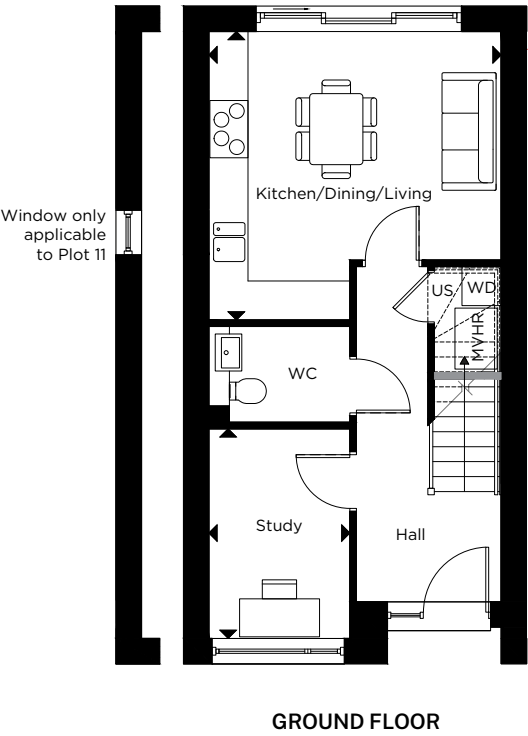 Window only
applicable
to Plot 11
Kitchen/Dining/Living
US
WD
MVHR
WC
Study
Hall
GROUND FLOOR